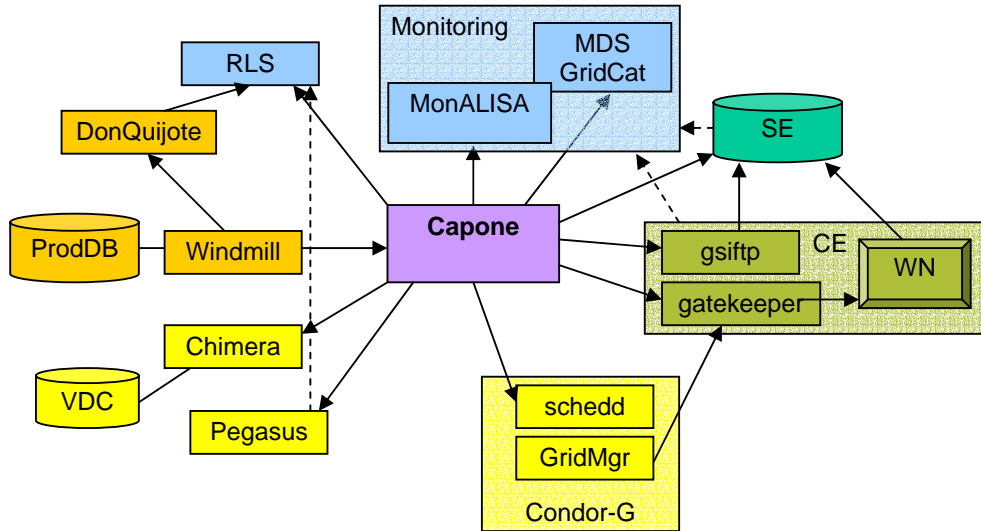 Monitoring
MDS
GridCat
RLS
MonALISA
SE
DonQuijote
Capone
CE
ProdDB
Windmill
gsiftp
WN
gatekeeper
Chimera
VDC
schedd
Pegasus
GridMgr
Condor-G